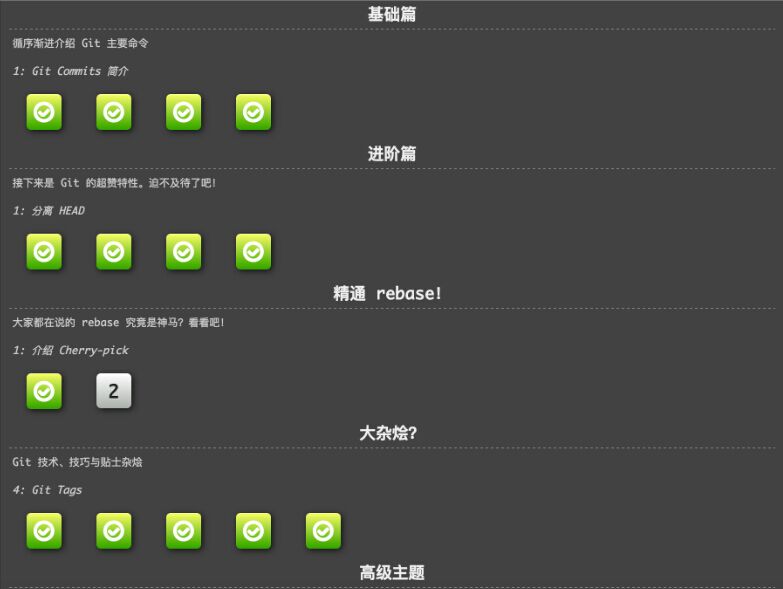 基础篇
循序渐进介绍 Git 主要命令
1: Git Commits 简介
进阶篇
接下来是 Git 的超赞特性。迫不及待了吧！
1: 分离 HEAD
精通 rebase！
大家都在说的 rebase 究竟是神马？看看吧！
1: 介绍 Cherry-pick
2
大杂烩？
Git 技术、技巧与贴士杂烩
4: Git Tags
高级主题